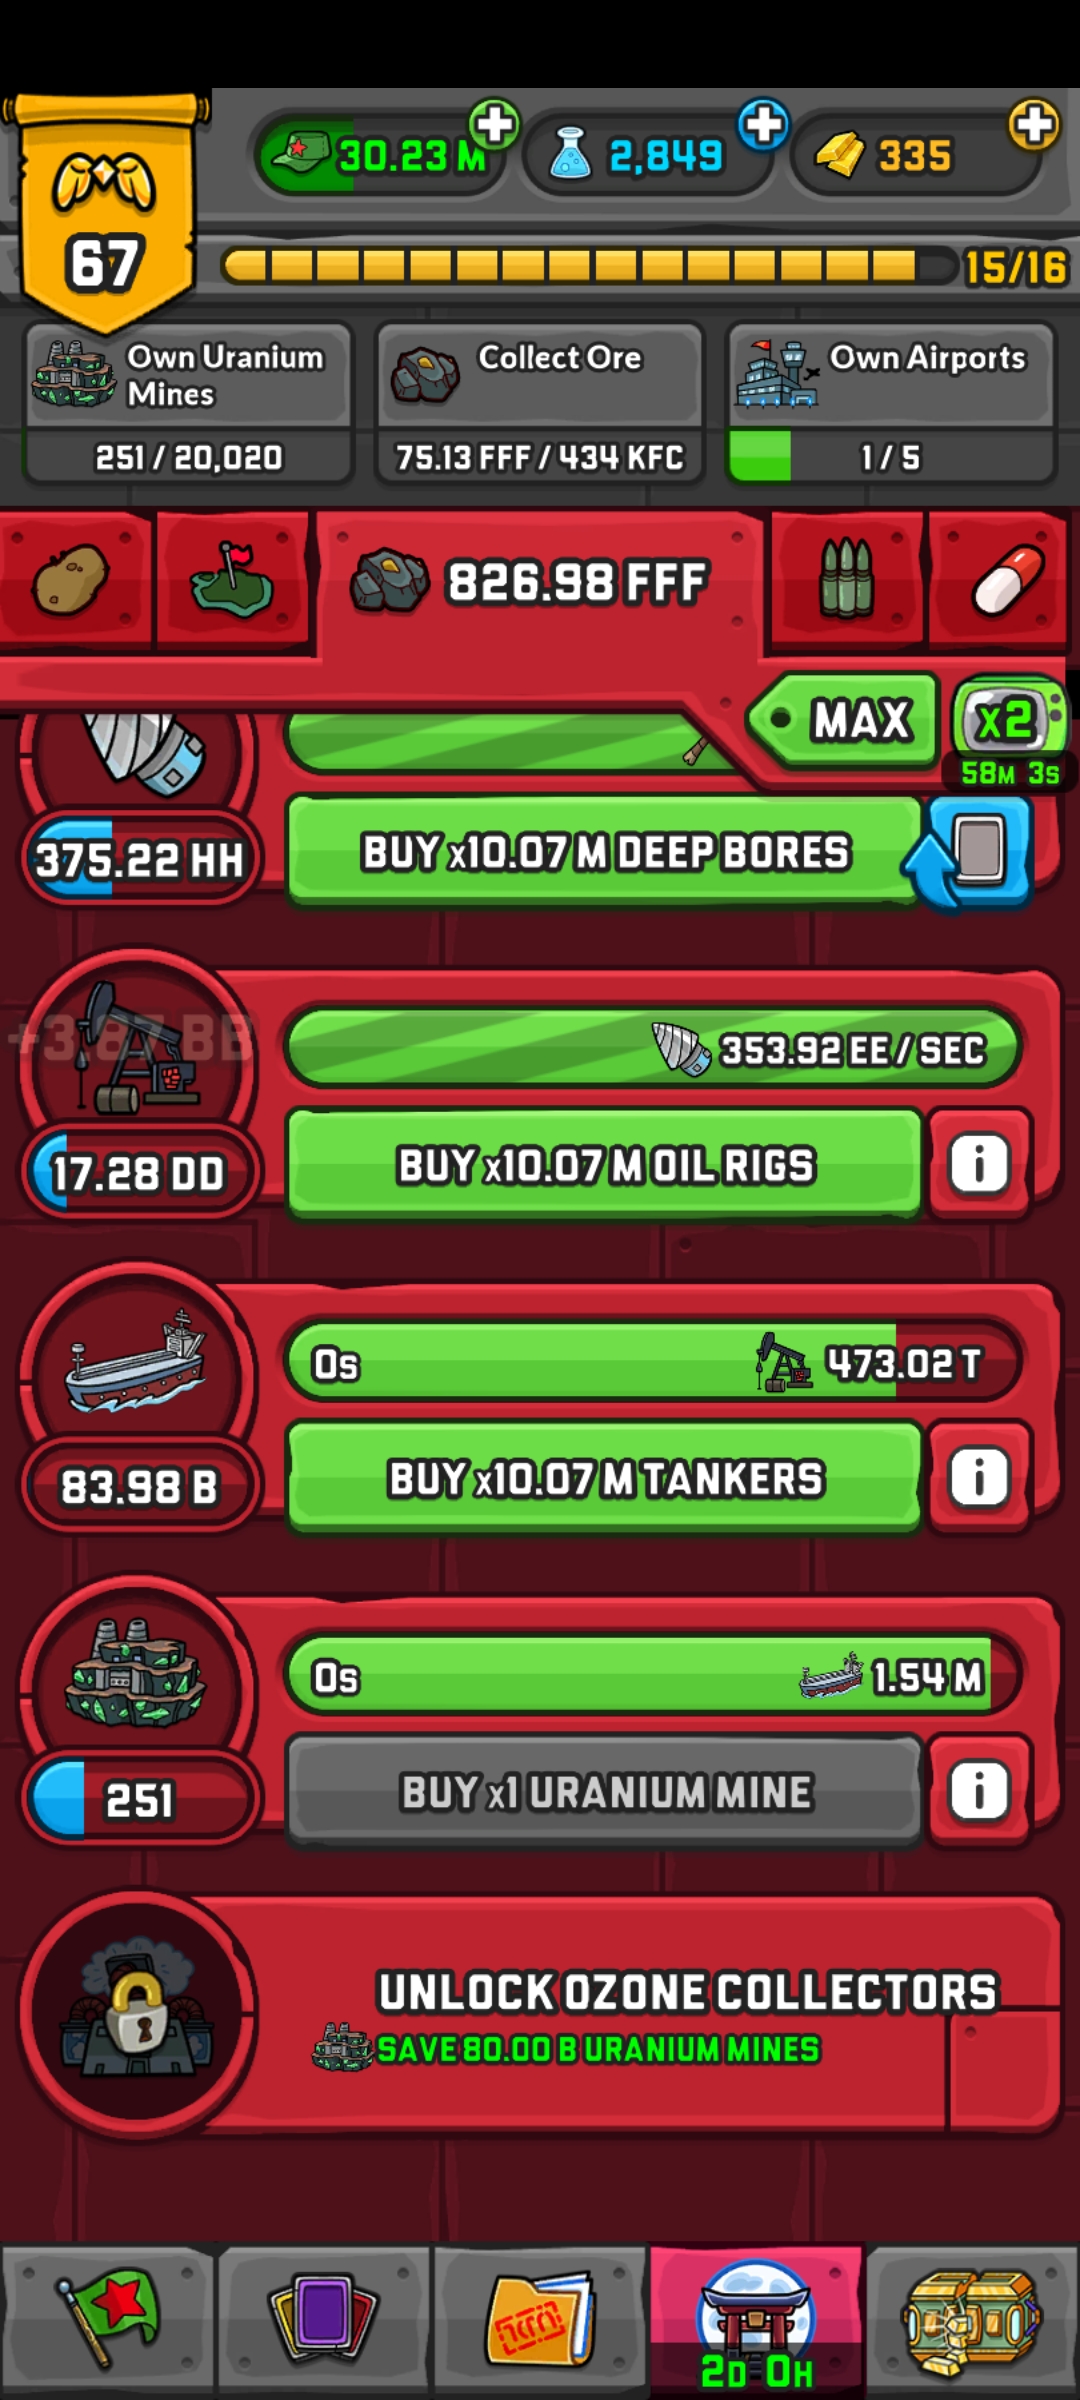 30.23 M
2,849
335
67
15/16
Own Uranium
Mines
251 / 20,020
Collect Ore
75.13 FFF / 434 KFC
Own Airports
1 / 5
826.98 FFF
MAX
x2
58M 3S
375.22 HH
BUY x10.07 M DEEP BORES
+3.87 BB
353.92 EE / SEC
17.28 DD
BUY x10.07 M OIL RIGS
i
0s
473.02 T
83.98 B
BUY x10.07 M TANKERS
i
0s
1.54 M
251
BUY x1 URANIUM MINE
i
UNLOCK OZONE COLLECTORS
SAVE 80.00 B URANIUM MINES
2D 0H